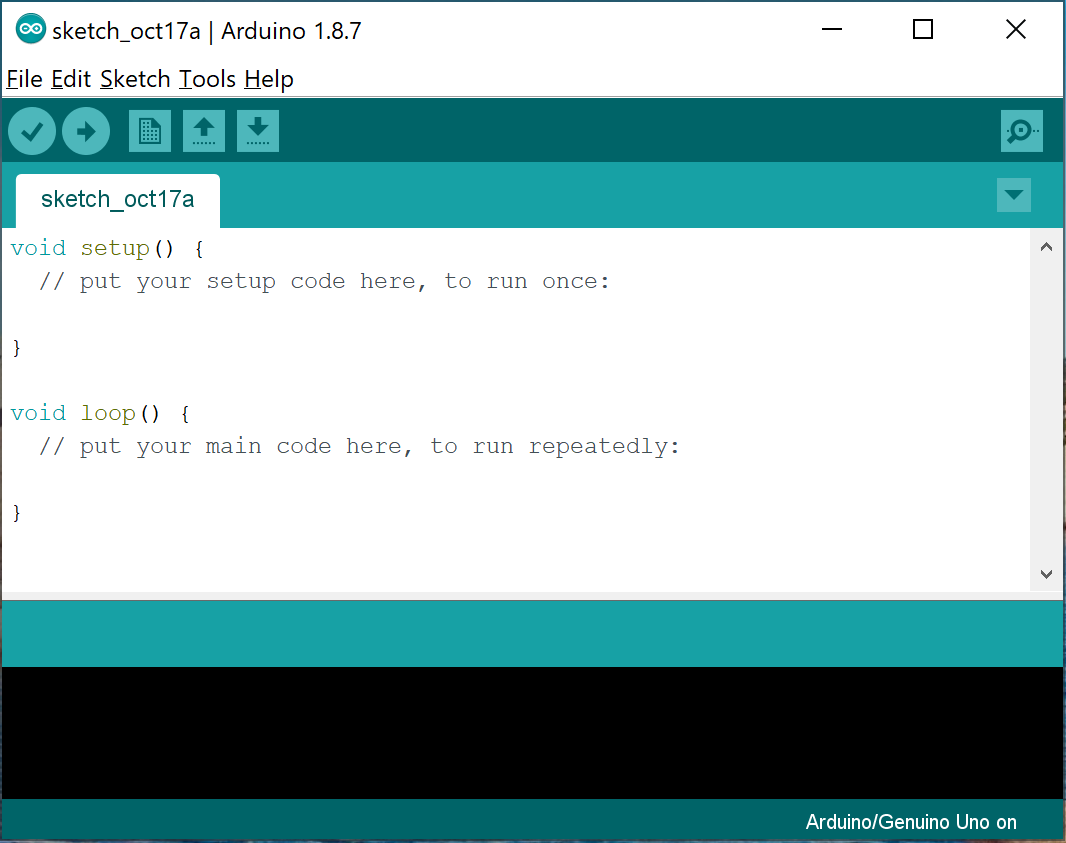 sketch_oct17a | Arduino 1.8.7
File Edit Sketch Tools Help
sketch_oct17a
void setup() {
  // put your setup code here, to run once:
}
void loop() {
  // put your main code here, to run repeatedly:
}
Arduino/Genuino Uno on